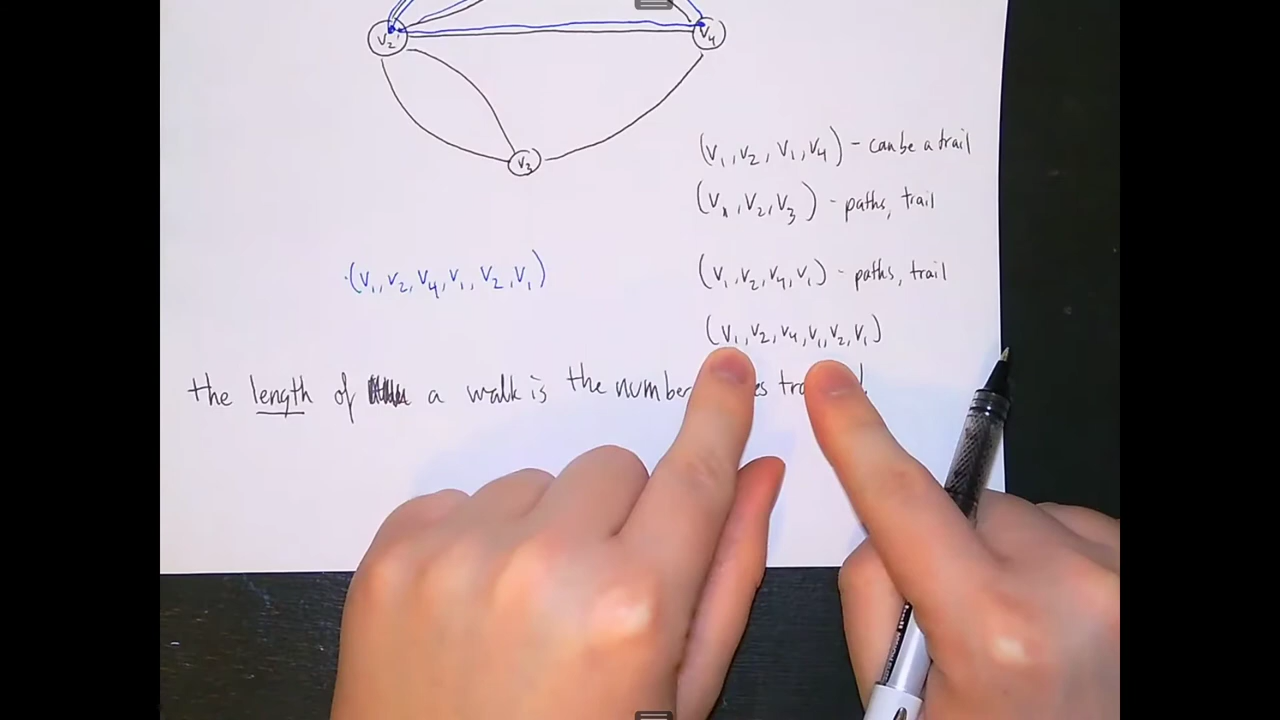 v₂ v₄
v₃
(v₁, v₂, v₁, v₄) - can be a trail
(v₁, v₂, v₃) - paths, trail
(v₁, v₂, v₄, v₁) - paths, trail
(v₁, v₂, v₄, v₁, v₂, v₁)
(v₁, v₂, v₄, v₁, v₂, v₁)
the length of a walk is the number